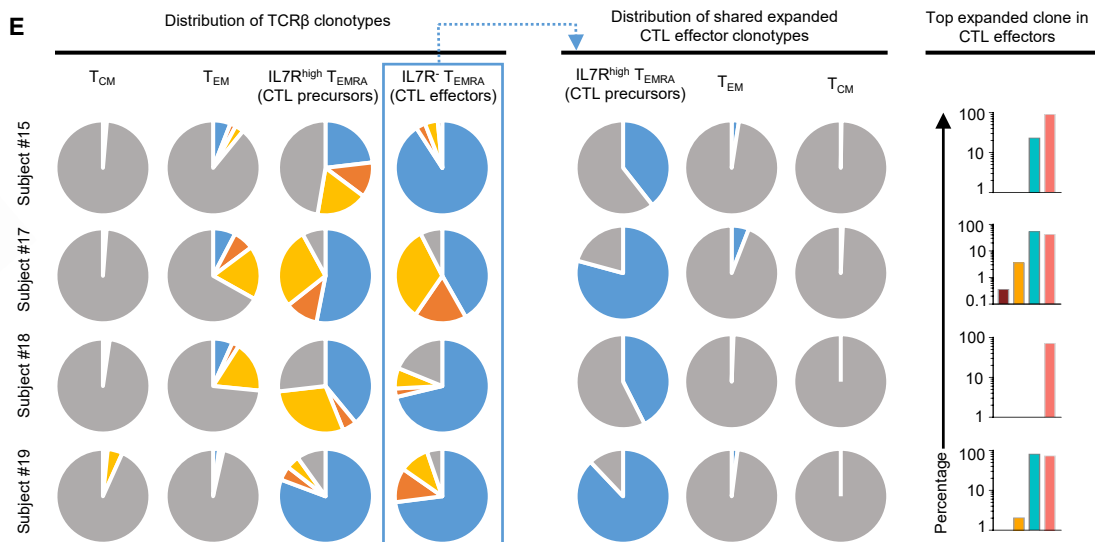 E
Distribution of TCRβ clonotypes
Distribution of shared expanded
CTL effector clonotypes
Top expanded clone in
CTL effectors
TCM
TEM
IL7Rhigh TEMRA
(CTL precursors)
IL7R- TEMRA
(CTL effectors)
IL7Rhigh TEMRA
(CTL precursors)
TEM
TCM
Subject #15
100
10
1
Subject #17
100
10
1
0.1
Subject #18
100
10
1
Subject #19
100
10
1
Percentage